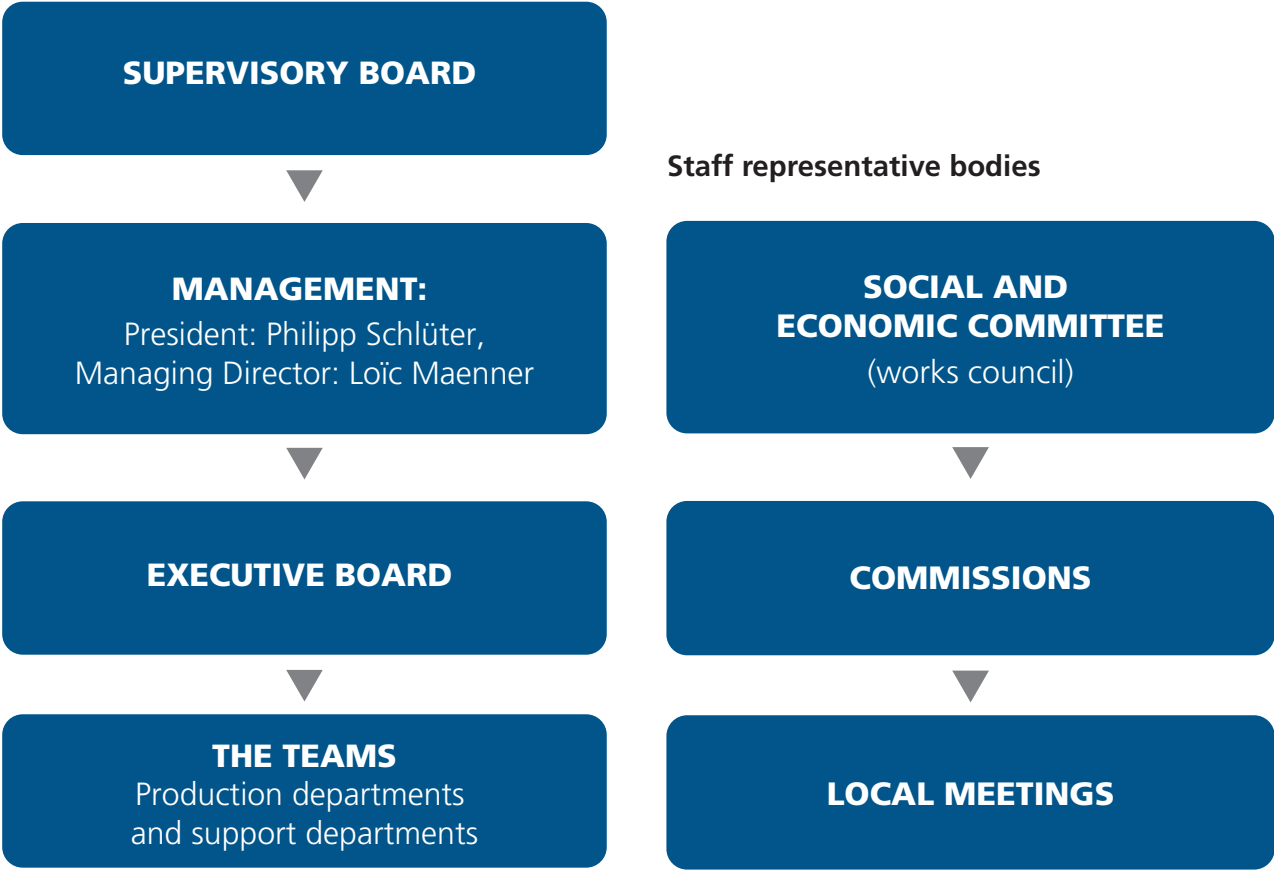 SUPERVISORY BOARD
MANAGEMENT:
President: Philipp Schlüter,
Managing Director: Loïc Maenner
EXECUTIVE BOARD
THE TEAMS
Production departments
and support departments
Staff representative bodies
SOCIAL AND
ECONOMIC COMMITTEE
(works council)
COMMISSIONS
LOCAL MEETINGS